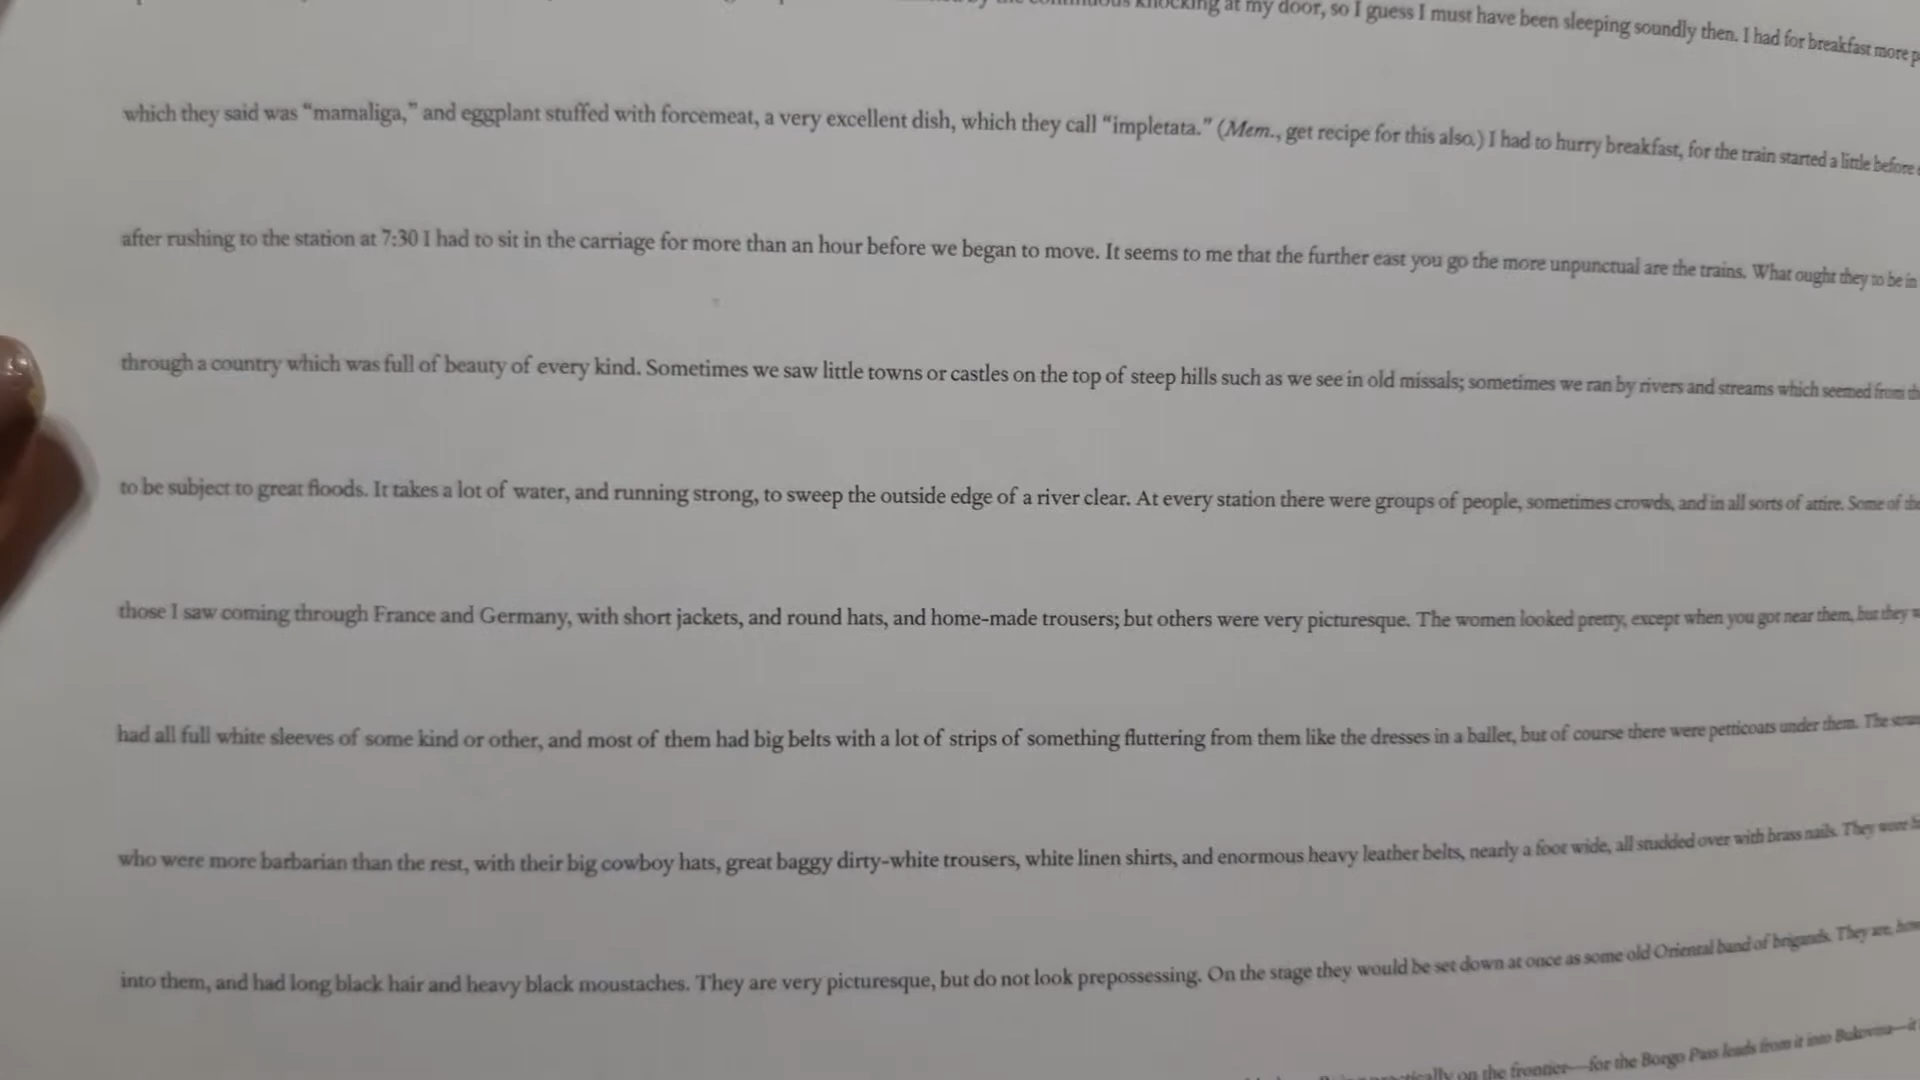 knocking at my door, so I guess I must have been sleeping soundly then. I had for breakfast more
which they said was “mamaliga,” and eggplant stuffed with forcemeat, a very excellent dish, which they call “impletata.” (Mem., get recipe for this also.) I had to hurry breakfast, for the train started a little before
after rushing to the station at 7:30 I had to sit in the carriage for more than an hour before we began to move. It seems to me that the further east you go the more unpunctual are the trains. What ought they to be in
through a country which was full of beauty of every kind. Sometimes we saw little towns or castles on the top of steep hills such as we see in old missals; sometimes we ran by rivers and streams which seemed from
to be subject to great floods. It takes a lot of water, and running strong, to sweep the outside edge of a river clear. At every station there were groups of people, sometimes crowds, and in all sorts of attire. Some of
those I saw coming through France and Germany, with short jackets, and round hats, and home-made trousers; but others were very picturesque. The women looked pretty, except when you got near them, but they
had all full white sleeves of some kind or other, and most of them had big belts with a lot of strips of something fluttering from them like the dresses in a ballet, but of course there were petticoats under them. The
who were more barbarian than the rest, with their big cowboy hats, great baggy dirty-white trousers, white linen shirts, and enormous heavy leather belts, nearly a foot wide, all studded over with brass nails. They wore
into them, and had long black hair and heavy black moustaches. They are very picturesque, but do not look prepossessing. On the stage they would be set down at once as some old Oriental band of brigands. They are,
on the frontier—for the Borgo Pass leads from it into Bukovina—it